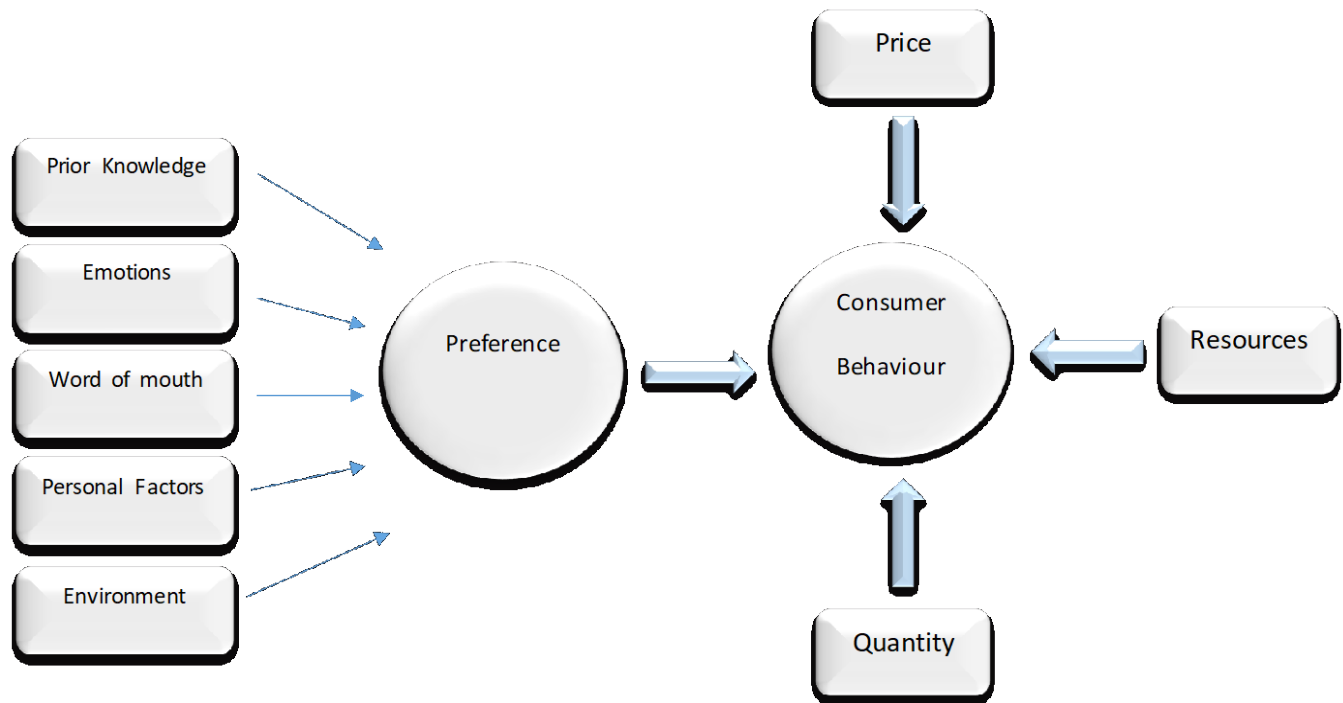 Price
Prior Knowledge
Emotions
Word of mouth
Personal Factors
Environment
Preference
Consumer
Behaviour
Resources
Quantity